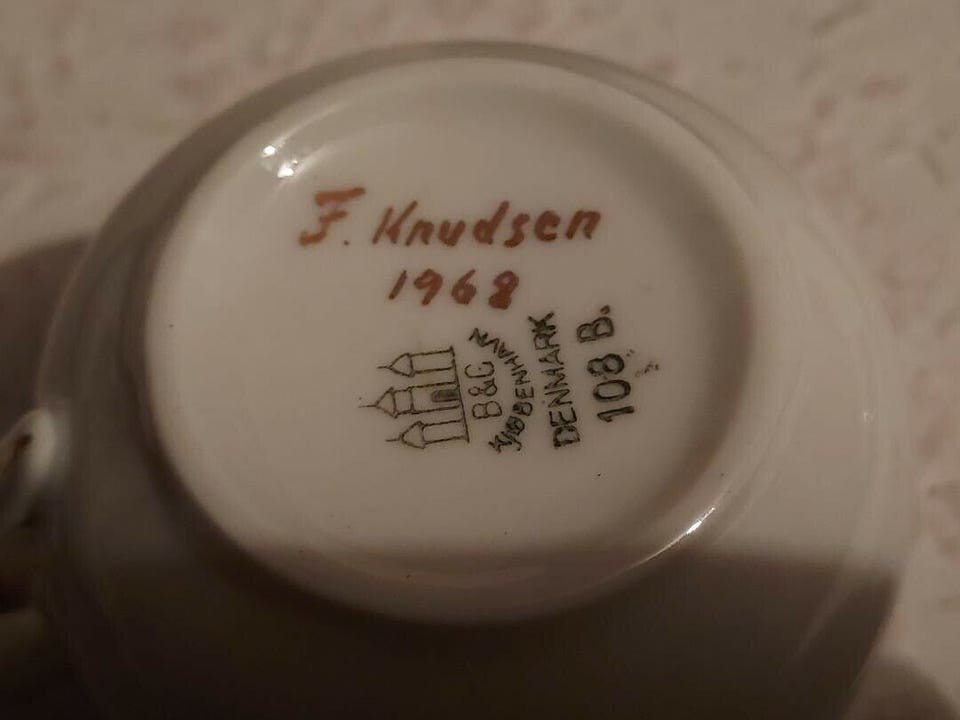 F. Knudsen
1968
B&G
KJØBENHAVN
DENMARK
108 B.